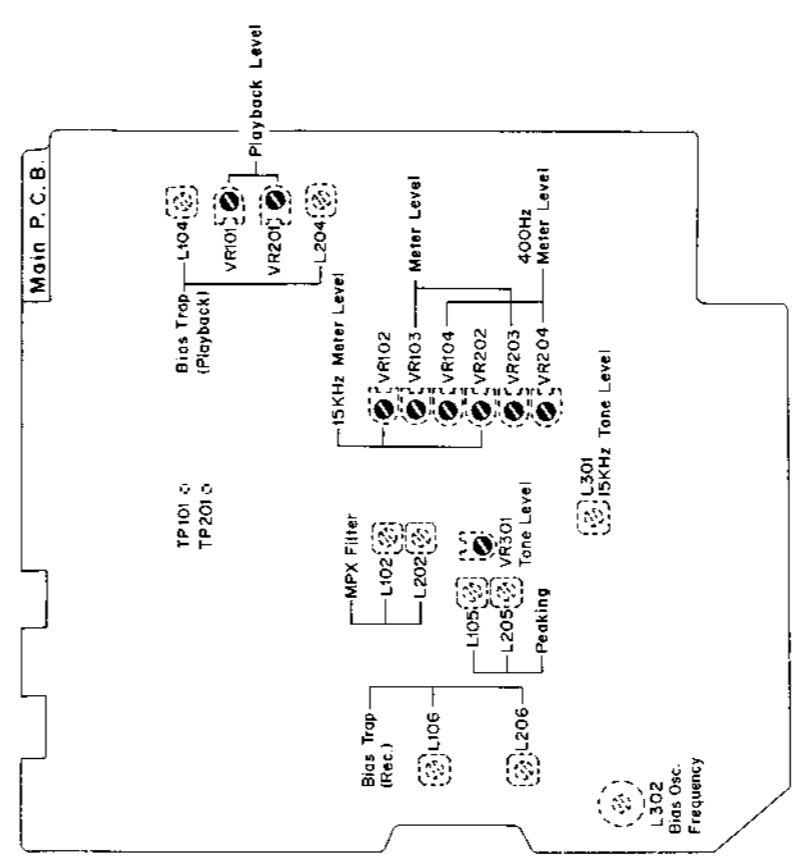 Main P. C. B.
Playback Level
L104
VR101
VR201
L204
Bias Trap
(Playback)
15KHz Meter Level
Meter Level
400Hz
Meter Level
VR102
VR103
VR104
VR202
VR203
VR204
TP101
TP201
L301
15KHz Tone Level
MPX Filter
L102
L202
VR301
Tone Level
L105
L205
Peaking
Bias Trap
(Rec.)
L106
L206
L302
Bias Osc.
Frequency